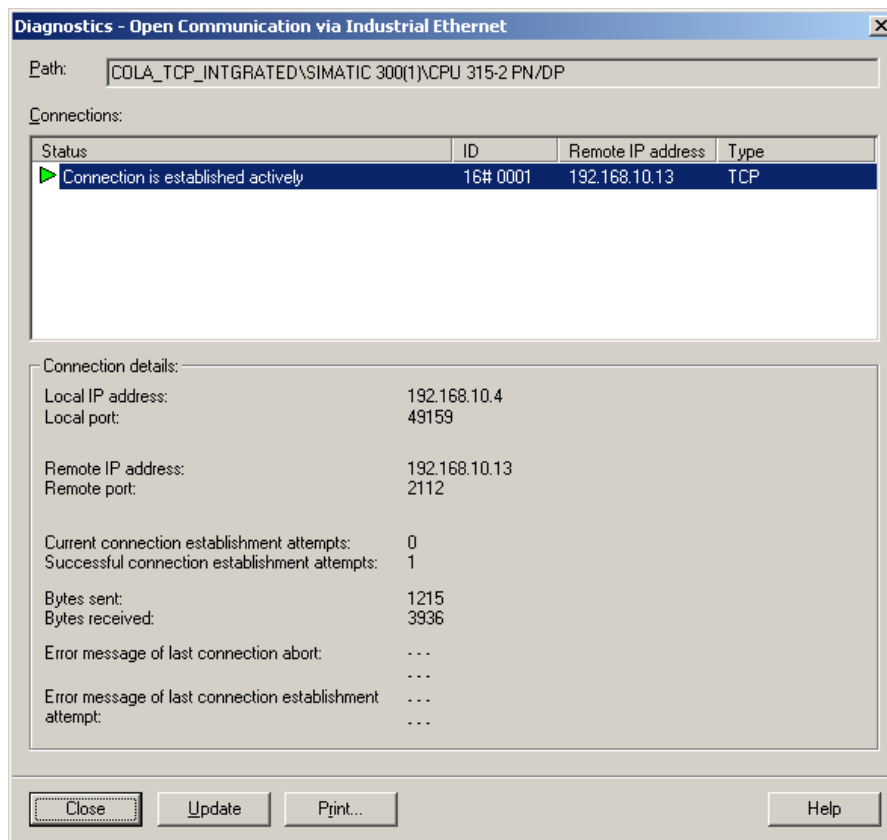 Diagnostics - Open Communication via Industrial Ethernet
Path: COLA_TCP_INTGRATED\SIMATIC 300(1)\CPU 315-2 PN/DP
Connections:
Status ID Remote IP address Type
Connection is established actively 16# 0001 192.168.10.13 TCP
Connection details:
Local IP address: 192.168.10.4
Local port: 49159
Remote IP address: 192.168.10.13
Remote port: 2112
Current connection establishment attempts: 0
Successful connection establishment attempts: 1
Bytes sent: 1215
Bytes received: 3936
Error message of last connection abort: - - -
- - -
Error message of last connection establishment - - -
attempt: - - -
Close Update Print... Help